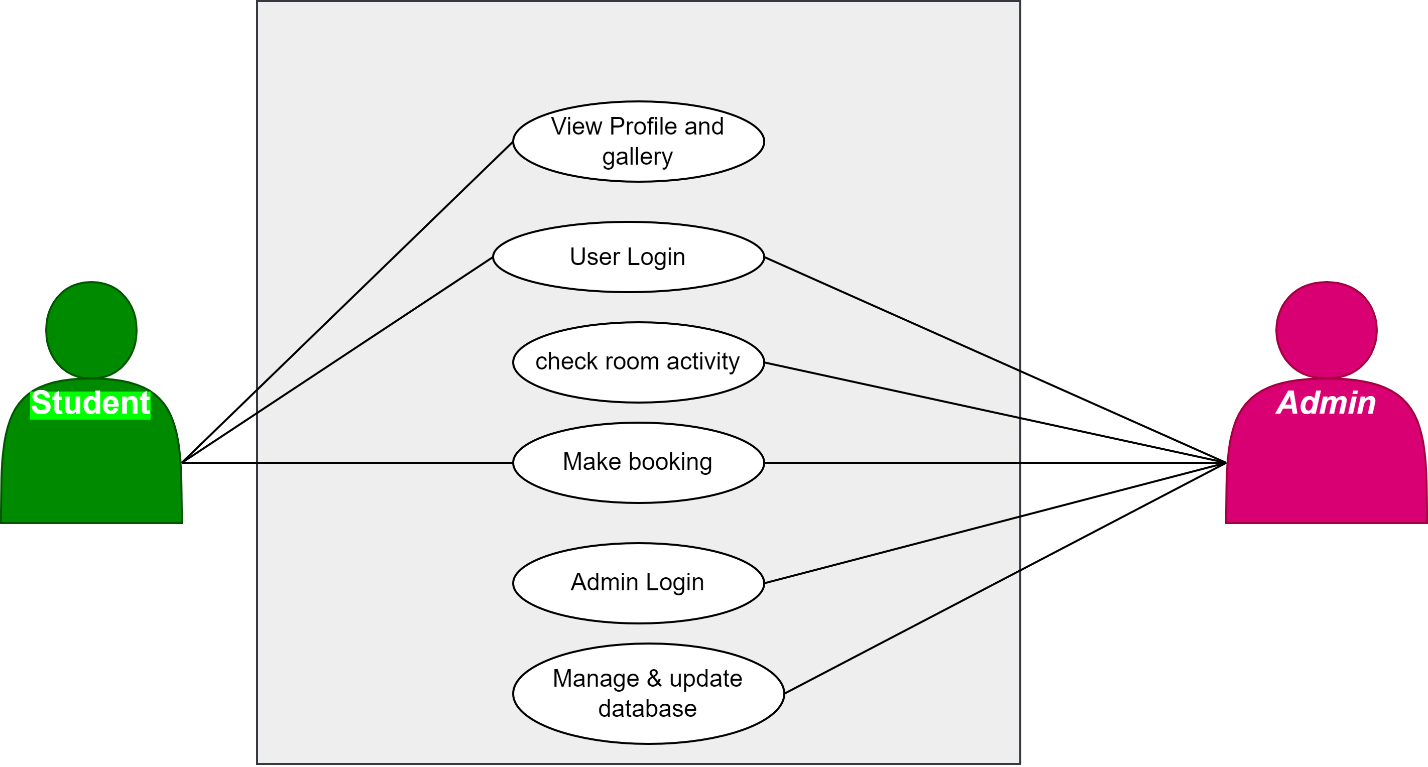 View Profile and
gallery
User Login
check room activity
Student
Admin
Make booking
Admin Login
Manage & update
database